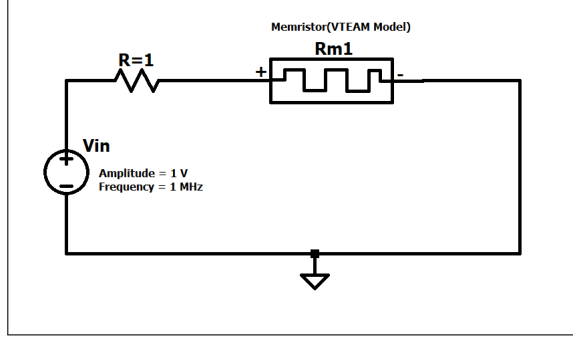 Memristor(VTEAM Model)
Rm1
R=1
+
-
Vin
+
Amplitude = 1 V
Frequency = 1 MHz